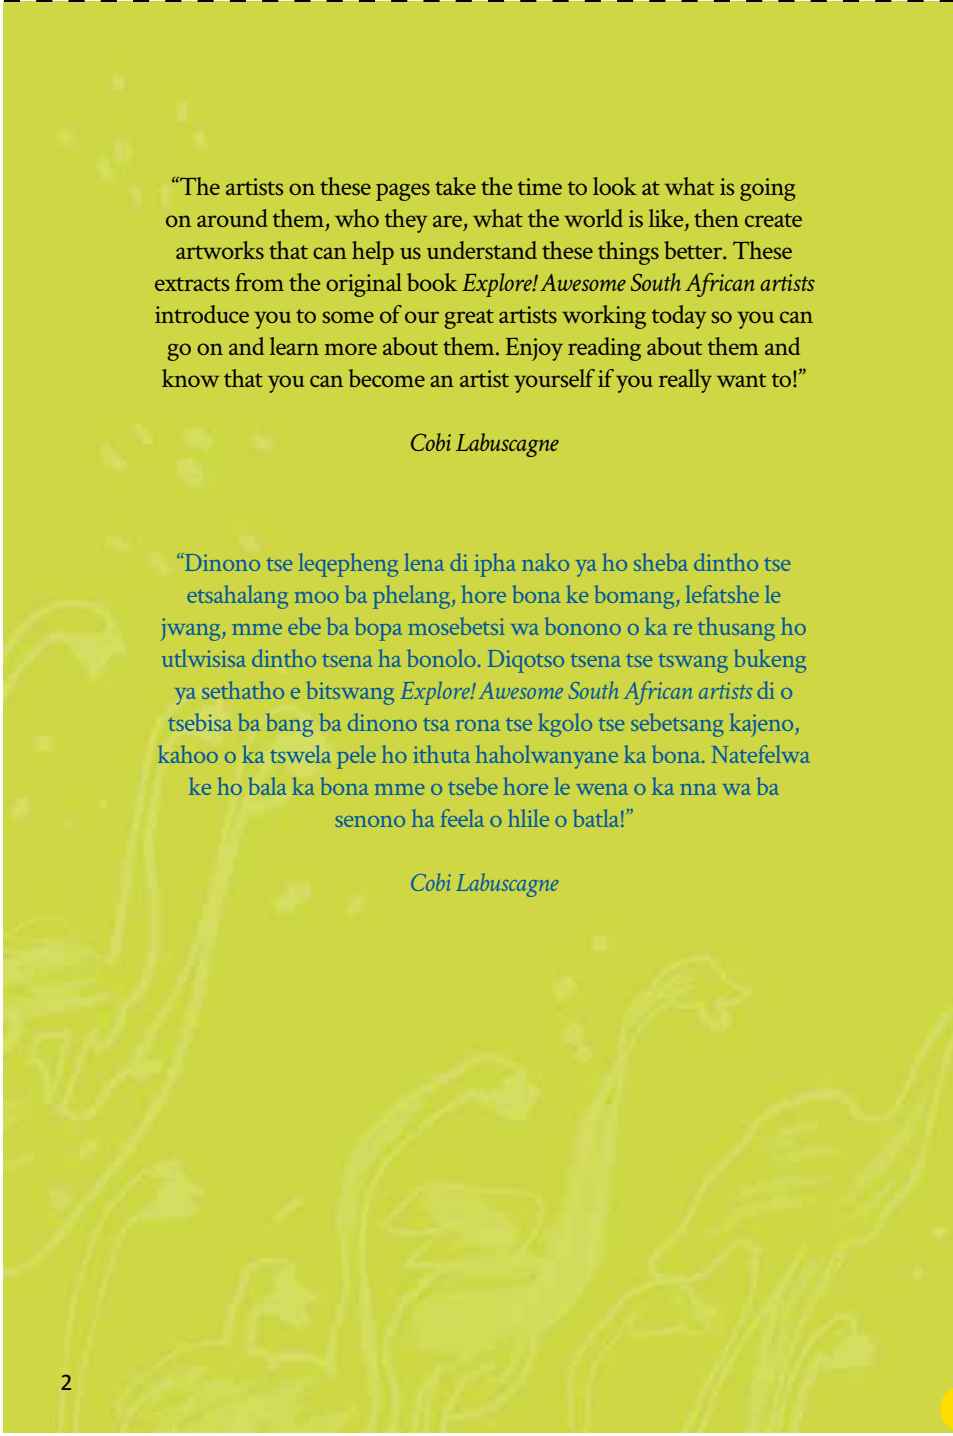 “The artists on these pages take the time to look at what is going
on around them, who they are, what the world is like, then create
artworks that can help us understand these things better. These
extracts from the original book Explore! Awesome South African artists
introduce you to some of our great artists working today so you can
go on and learn more about them. Enjoy reading about them and
know that you can become an artist yourself if you really want to!”
Cobi Labuscagne
“Dinono tse leqepheng lena di ipha nako ya ho sheba dintho tse
etsahalang moo ba phelang, hore bona ke bomang, lefatshe le
jwang, mme ebe ba bopa mosebetsi wa bonono o ka re thusang ho
utlwisisa dintho tsena ha bonolo. Diqotso tsena tse tswang bukeng
ya sethatho e bitswang Explore! Awesome South African artists di o
tsebisa ba bang ba dinono tsa rona tse kgolo tse sebetsang kajeno,
kahoo o ka tswela pele ho ithuta haholwanyane ka bona. Natefelwa
ke ho bala ka bona mme o tsebe hore le wena o ka nna wa ba
senono ha feela o hlile o batla!”
Cobi Labuscagne
2